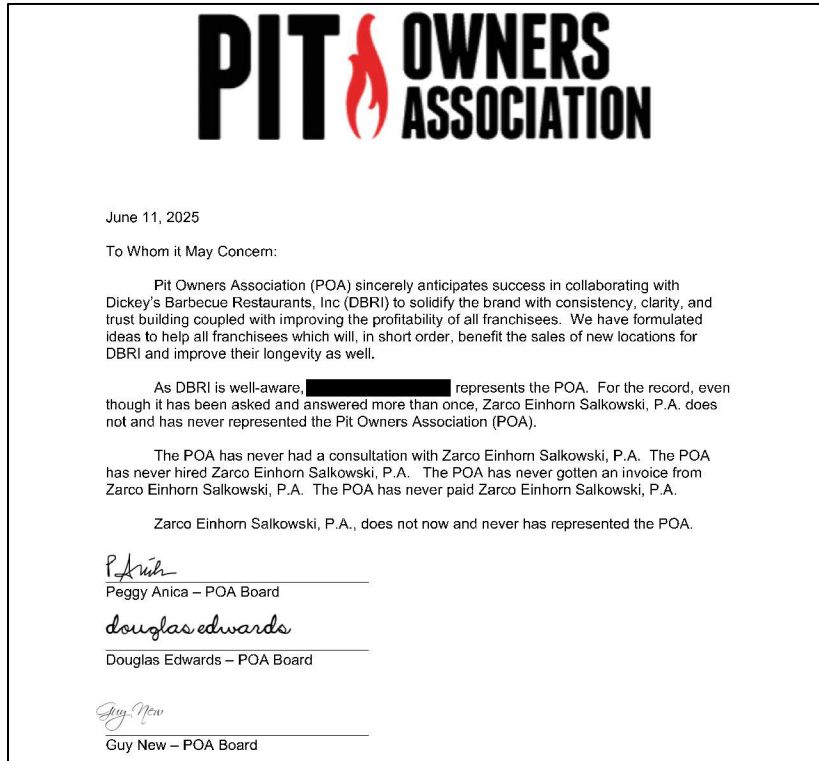 PIT OWNERS
ASSOCIATION
June 11, 2025
To Whom it May Concern:
Pit Owners Association (POA) sincerely anticipates success in collaborating with
Dickey's Barbecue Restaurants, Inc (DBRI) to solidify the brand with consistency, clarity, and
trust building coupled with improving the profitability of all franchisees. We have formulated
ideas to help all franchisees which will, in short order, benefit the sales of new locations for
DBRI and improve their longevity as well.
As DBRI is well-aware, represents the POA. For the record, even
though it has been asked and answered more than once, Zarco Einhorn Salkowski, P.A. does
not and has never represented the Pit Owners Association (POA).
The POA has never had a consultation with Zarco Einhorn Salkowski, P.A. The POA
has never hired Zarco Einhorn Salkowski, P.A. The POA has never gotten an invoice from
Zarco Einhorn Salkowski, P.A. The POA has never paid Zarco Einhorn Salkowski, P.A.
Zarco Einhorn Salkowski, P.A., does not now and never has represented the POA.
Peggy Anica – POA Board
douglas edwards
Douglas Edwards – POA Board
Guy New
Guy New – POA Board